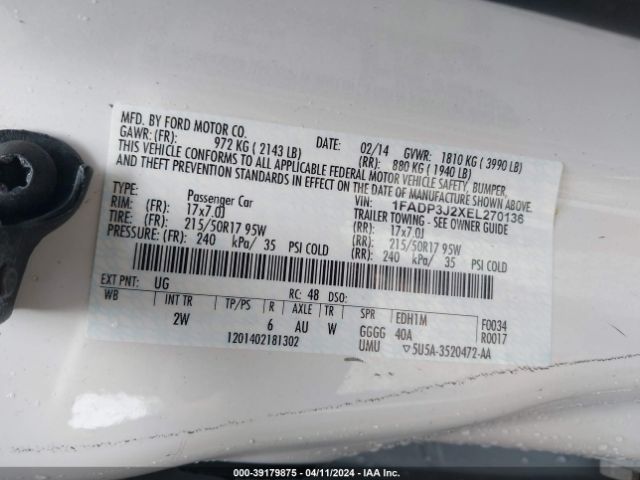 MFD. BY FORD MOTOR CO.
DATE: 02/14 GVWR: 1810 KG ( 3990 LB)
GAWR: (FR): 972 KG ( 2143 LB) (RR): 880 KG ( 1940 LB)
THIS VEHICLE CONFORMS TO ALL APPLICABLE FEDERAL MOTOR VEHICLE SAFETY, BUMPER,
AND THEFT PREVENTION STANDARDS IN EFFECT ON THE DATE OF MANUFACTURE SHOWN ABOVE.
VIN: 1FADP3J2XEL270136
TYPE: Passenger Car TRAILER TOWING - SEE OWNER GUIDE
RIM: (FR): 17x7.0J (RR): 17x7.0J
TIRE: (FR): 215/50R17 95W (RR): 215/50R17 95W
PRESSURE: (FR): 240 kPa/ 35 PSI COLD (RR): 240 kPa/ 35 PSI COLD
EXT PNT: UG RC: 48 DSO:
WB INT TR TP/PS R AXLE TR SPR EDH1M F0034
2W 6 AU W GGGG 40A R0017
1201402181302 UMU ▽5U5A-3520472-AA
000-39179875 - 04/11/2024 - IAA Inc.